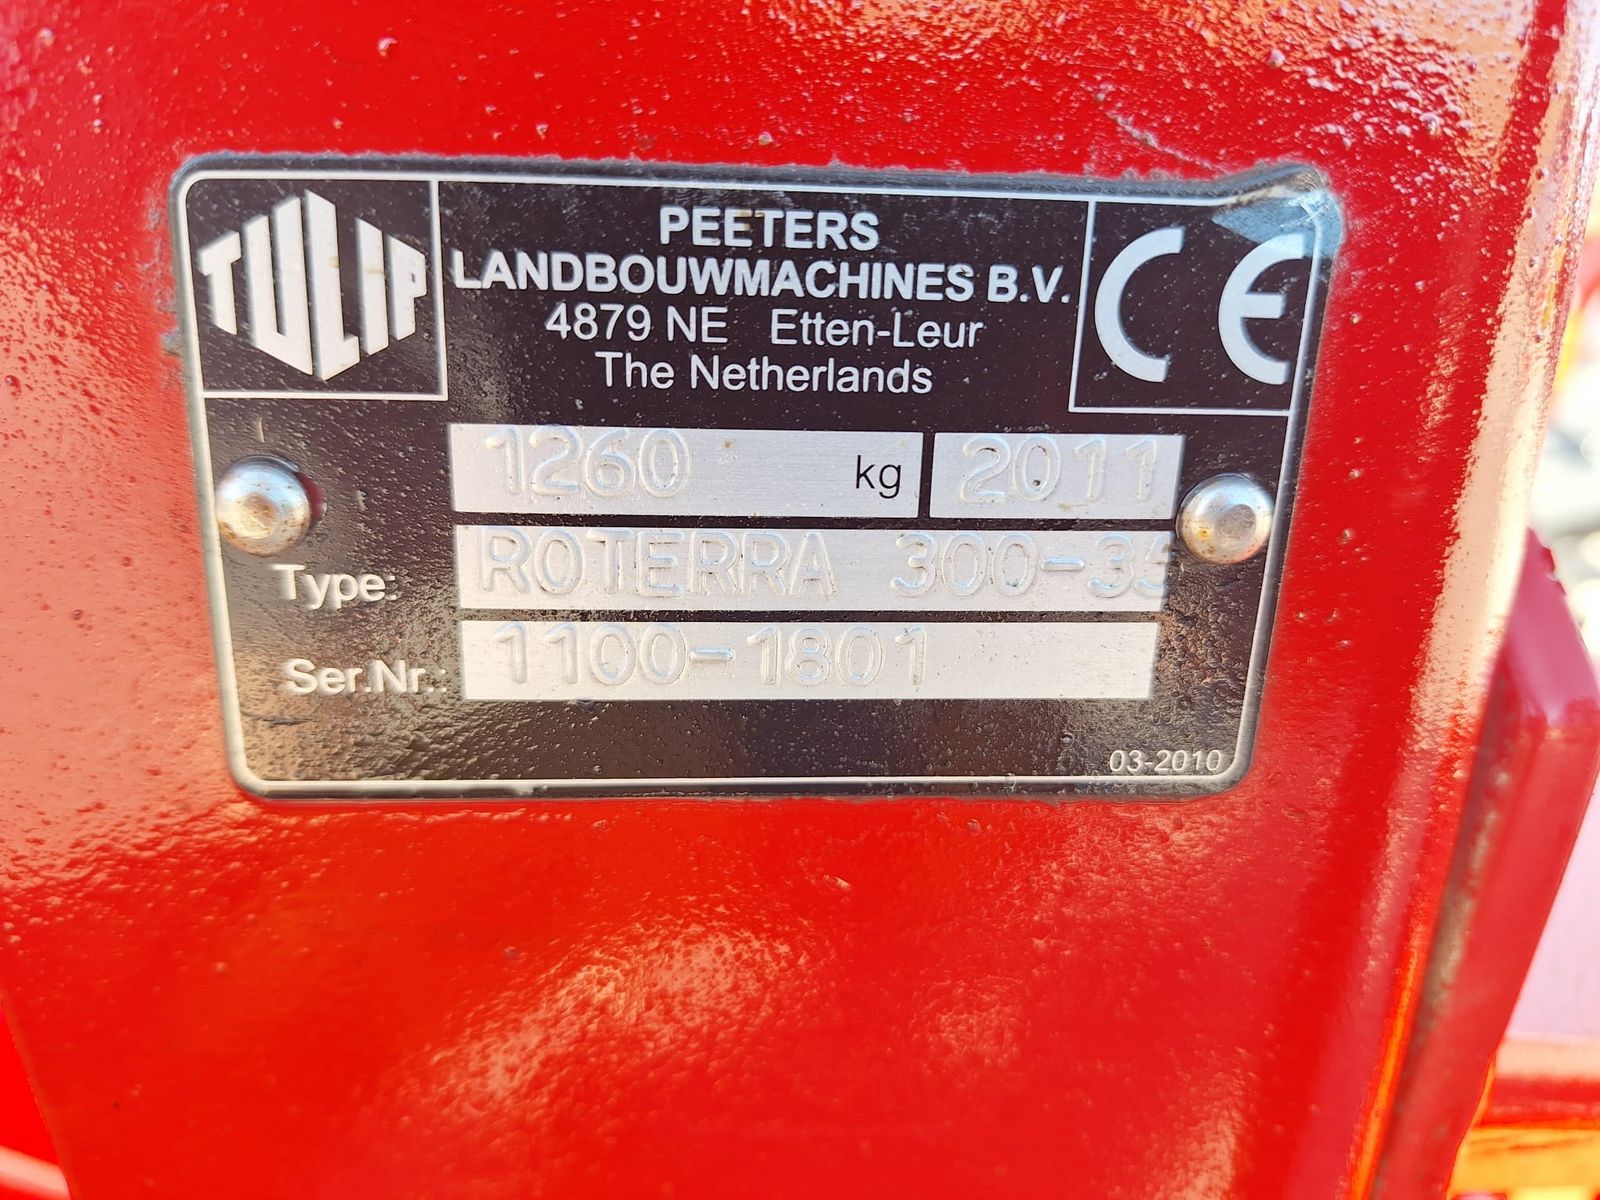 TULIP
PEETERS
LANDBOUWMACHINES B.V.
4879 NE Etten-Leur
The Netherlands
CE
1260 kg 2011
Type: ROTERRA 300-35
Ser.Nr.: 1100-1801
03-2010